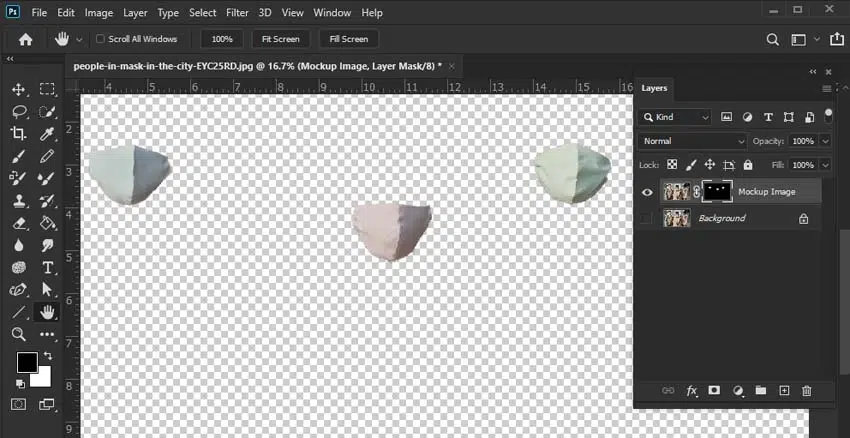 Ps File Edit Image Layer Type Select Filter 3D View Window Help
Scroll All Windows 100% Fit Screen Fill Screen
people-in-mask-in-the-city-EYC25RD.jpg @ 16.7% (Mockup Image, Layer Mask/8) * ×
4 5 6 7 8 9 10 11 12 13 14 15 16
2
3
4
5
6
7
8
9
Layers
Kind
Normal Opacity: 100%
Lock: Fill: 100%
Mockup Image
Background
fx